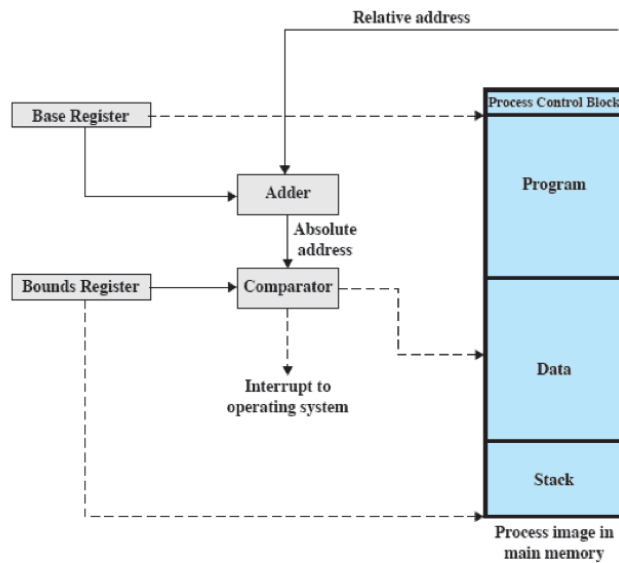 Relative address
Process Control Block
Base Register
Program
Adder
Absolute
address
Bounds Register
Comparator
Data
Interrupt to
operating system
Stack
Process image in
main memory